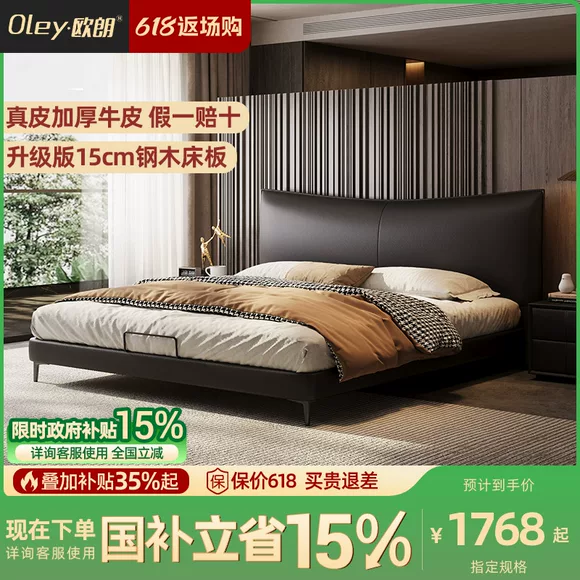 Oley·欧朗® 618返场购
真皮加厚牛皮 假一赔十
升级版15cm钢木床板
限时政府补贴15%
详询客服使用 全国立减
叠加补贴35%起 保 保价618 买贵退差
预计到手价
现在下单 国补立省15% ¥1768起
详询客服使用
指定规格